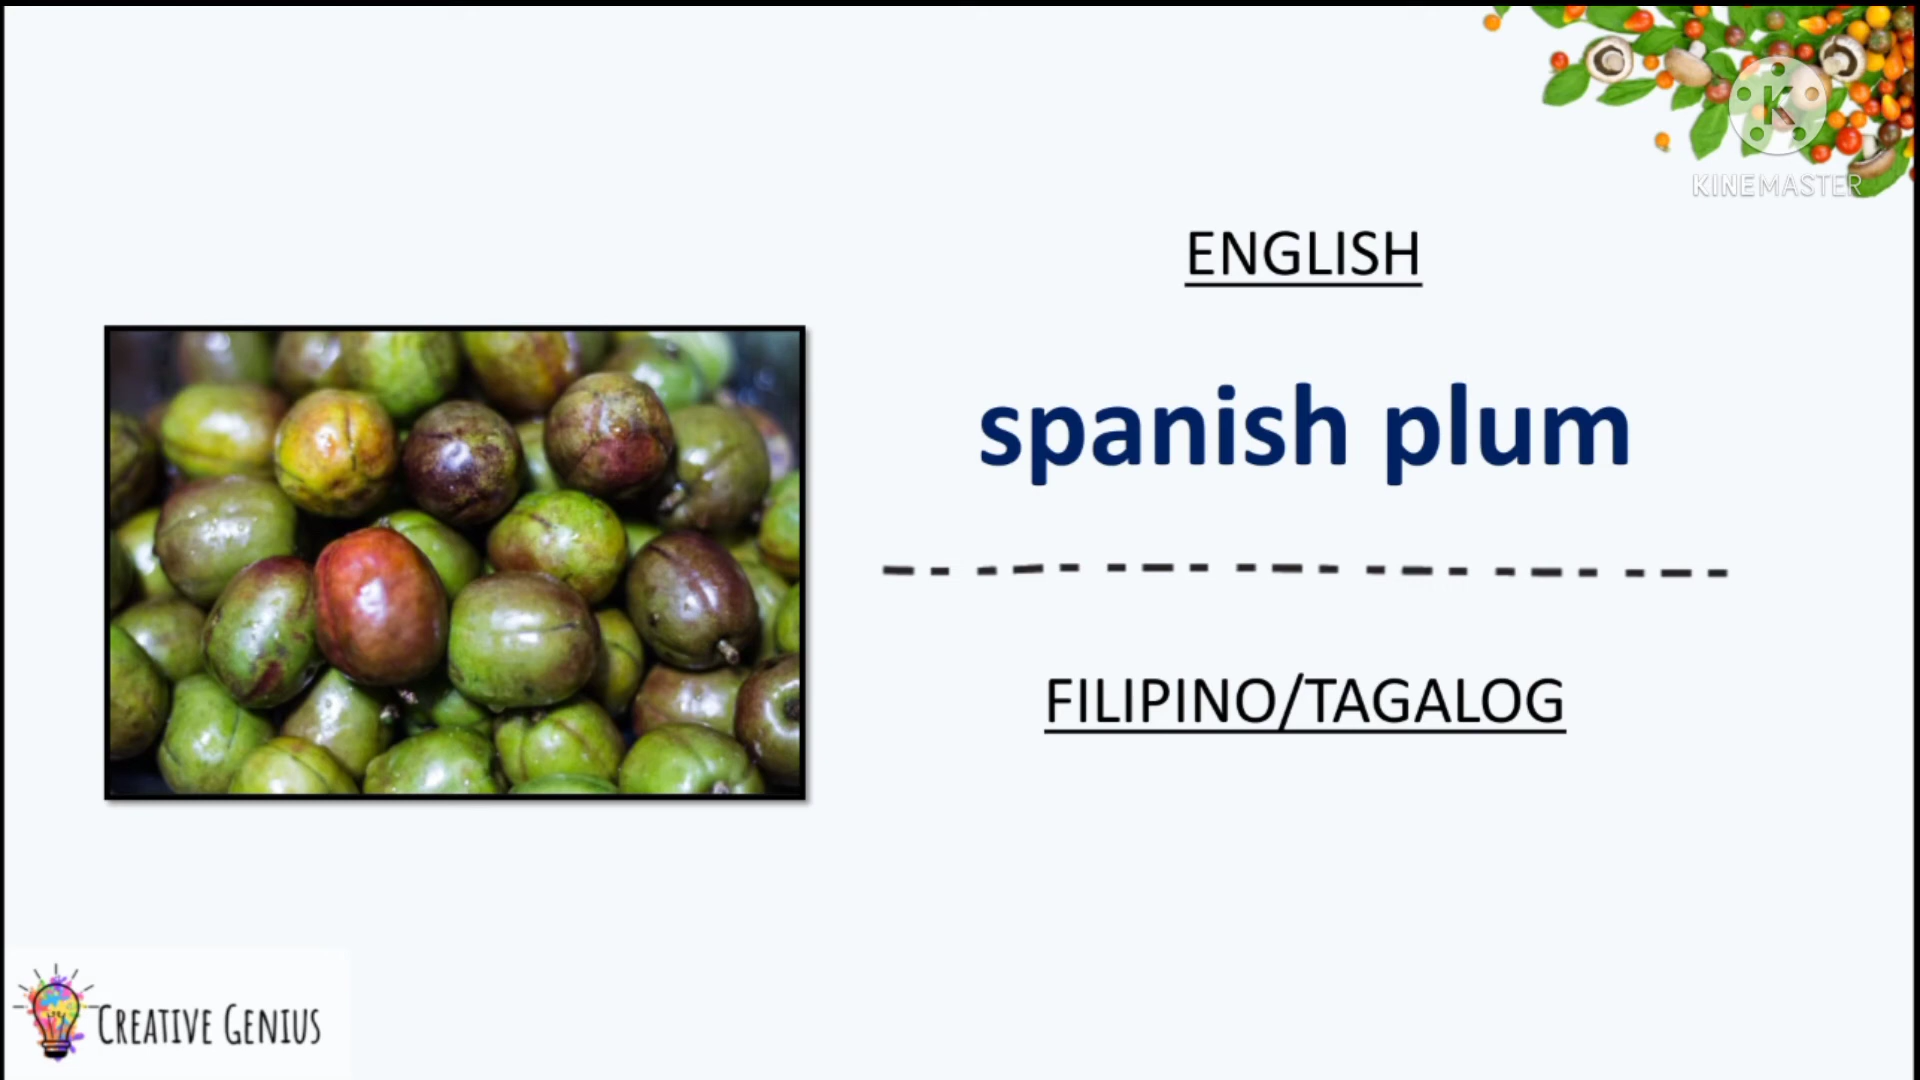 KINEMASTER
ENGLISH
spanish plum
FILIPINO/TAGALOG
CREATIVE GENIUS